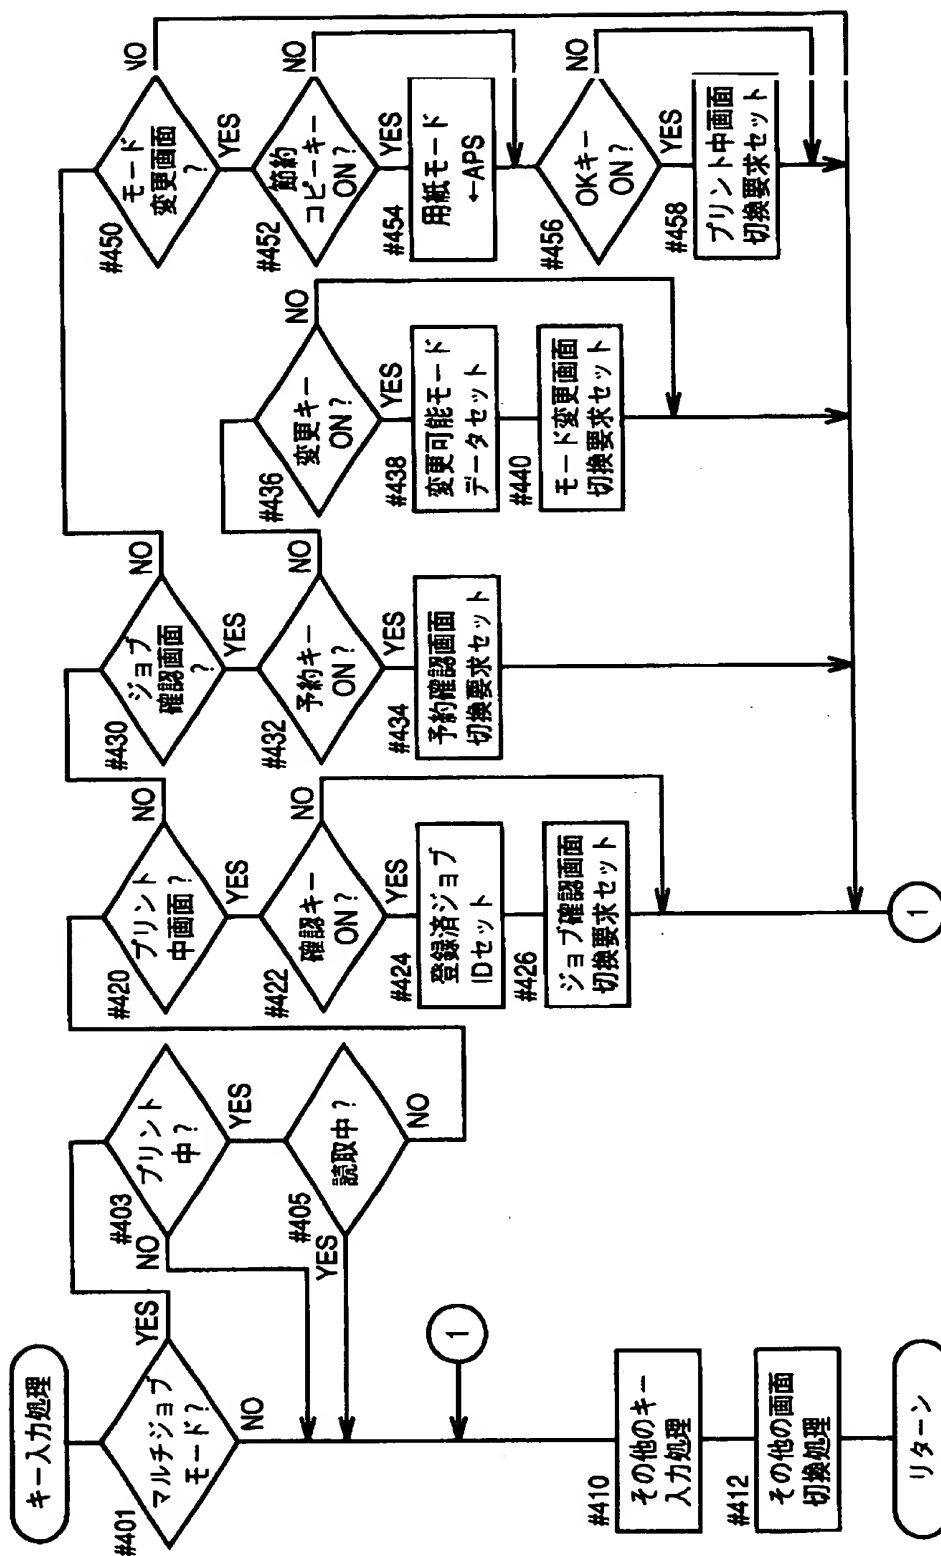 キー入力処理
#401
マルチジョブ
モード?
YES
NO
#403
プリント
中?
NO
YES
#405
読取中?
YES
NO
1
#410
その他のキー
入力処理
#412
その他の画面
切換処理
リターン
#420
プリント
中画面?
NO
YES
#422
確認キー
ON?
NO
YES
#424
登録済ジョブ
IDセット
#426
ジョブ確認画面
切換要求セット
1
#430
ジョブ
確認画面
?
NO
YES
#432
予約キー
ON?
NO
YES
#434
予約確認画面
切換要求セット
#436
変更キー
ON?
NO
YES
#438
変更可能モード
データセット
#440
モード変更画面
切換要求セット
#450
モード
変更画面
?
NO
YES
#452
節約
コピーキー
ON?
NO
YES
#454
用紙モード
←APS
#456
OKキー
ON?
NO
YES
#458
プリント中画面
切換要求セット